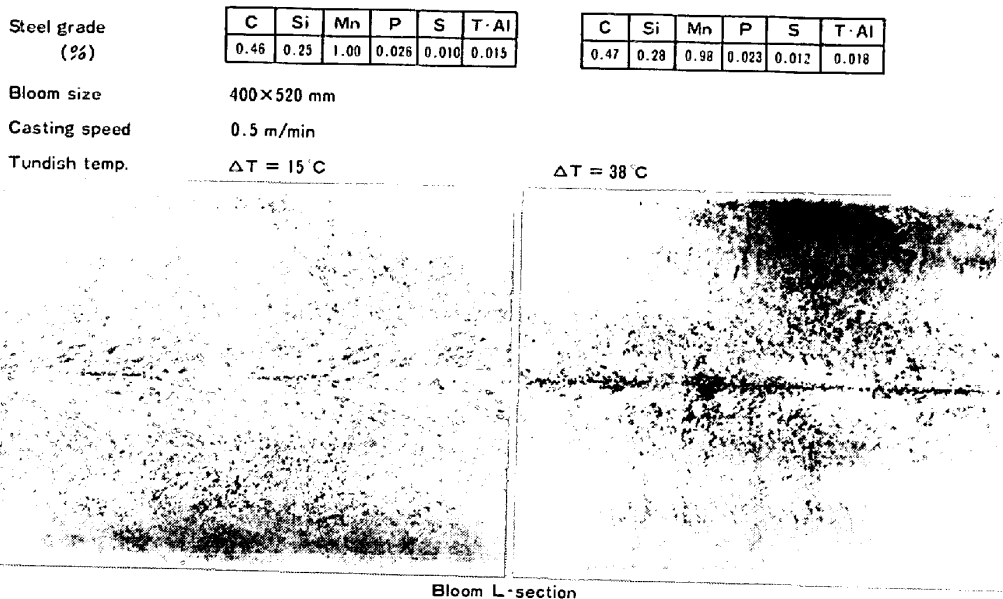 Steel grade
(%)
C Si Mn P S T·Al
0.46 0.25 1.00 0.026 0.010 0.015
C Si Mn P S T·Al
0.47 0.28 0.98 0.023 0.012 0.018
Bloom size 400×520 mm
Casting speed 0.5 m/min
Tundish temp. ΔT = 15°C ΔT = 38°C
Bloom L-section